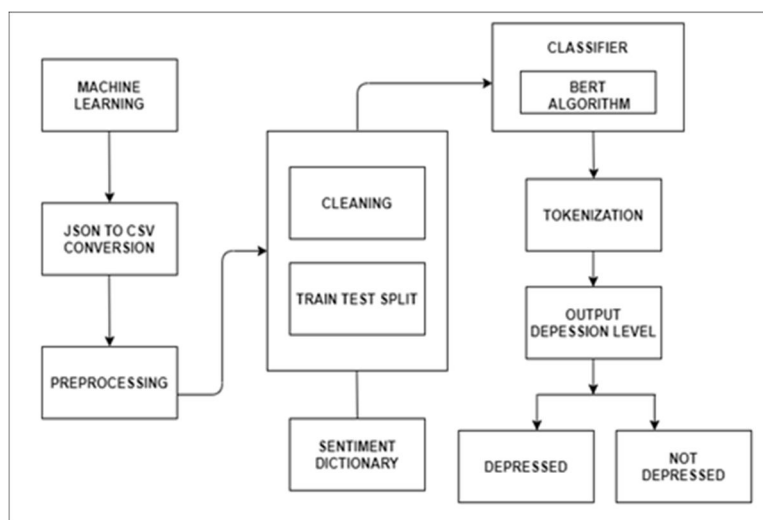 MACHINE
LEARNING
JSON TO CSV
CONVERSION
PREPROCESSING
CLEANING
TRAIN TEST SPLIT
SENTIMENT
DICTIONARY
CLASSIFIER
BERT
ALGORITHM
TOKENIZATION
OUTPUT
DEPESSION LEVEL
DEPRESSED
NOT
DEPRESSED